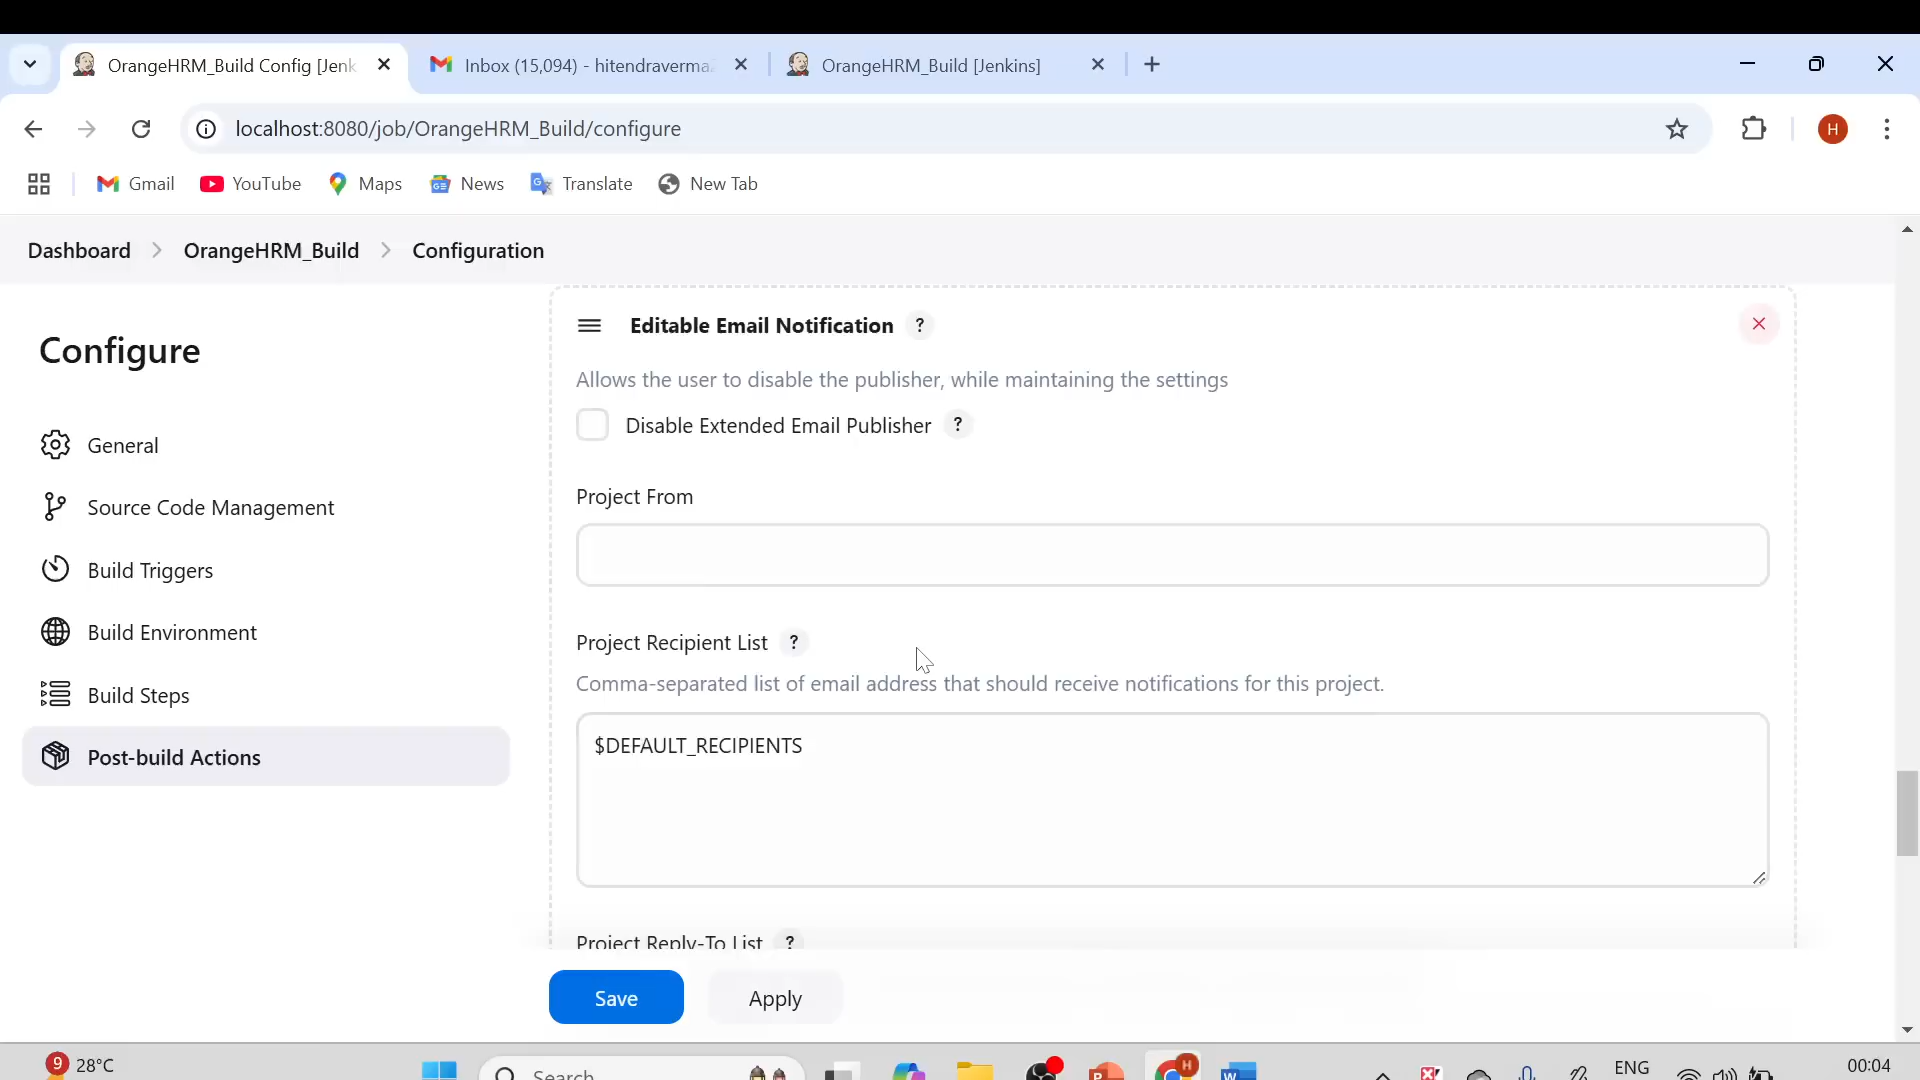 OrangeHRM_Build Config [Jenk
Inbox (15,094) - hitendraverma
OrangeHRM_Build [Jenkins]
localhost:8080/job/OrangeHRM_Build/configure
H
Gmail
YouTube
Maps
News
Translate
New Tab
Dashboard
OrangeHRM_Build
Configuration
Configure
General
Source Code Management
Build Triggers
Build Environment
Build Steps
Post-build Actions
Editable Email Notification ?
Allows the user to disable the publisher, while maintaining the settings
Disable Extended Email Publisher ?
Project From
Project Recipient List ?
Comma-separated list of email address that should receive notifications for this project.
$DEFAULT_RECIPIENTS
Project Reply-To List ?
Save
Apply
9
28°C
Search
H
ENG
00:04